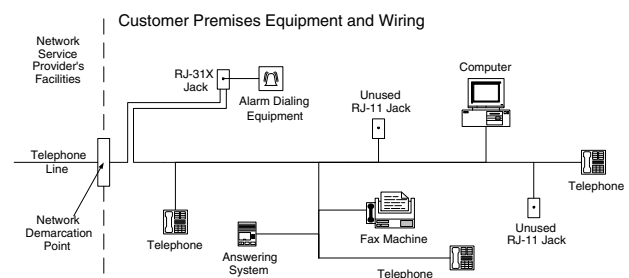 Customer Premises Equipment and Wiring
Network
Service
Provider's
Facilities
RJ-31X
Jack
Alarm Dialing
Equipment
Unused
RJ-11 Jack
Computer
Telephone
Line
Network
Demarcation
Point
Telephone
Answering
System
Fax Machine
Telephone
Unused
RJ-11 Jack
Telephone